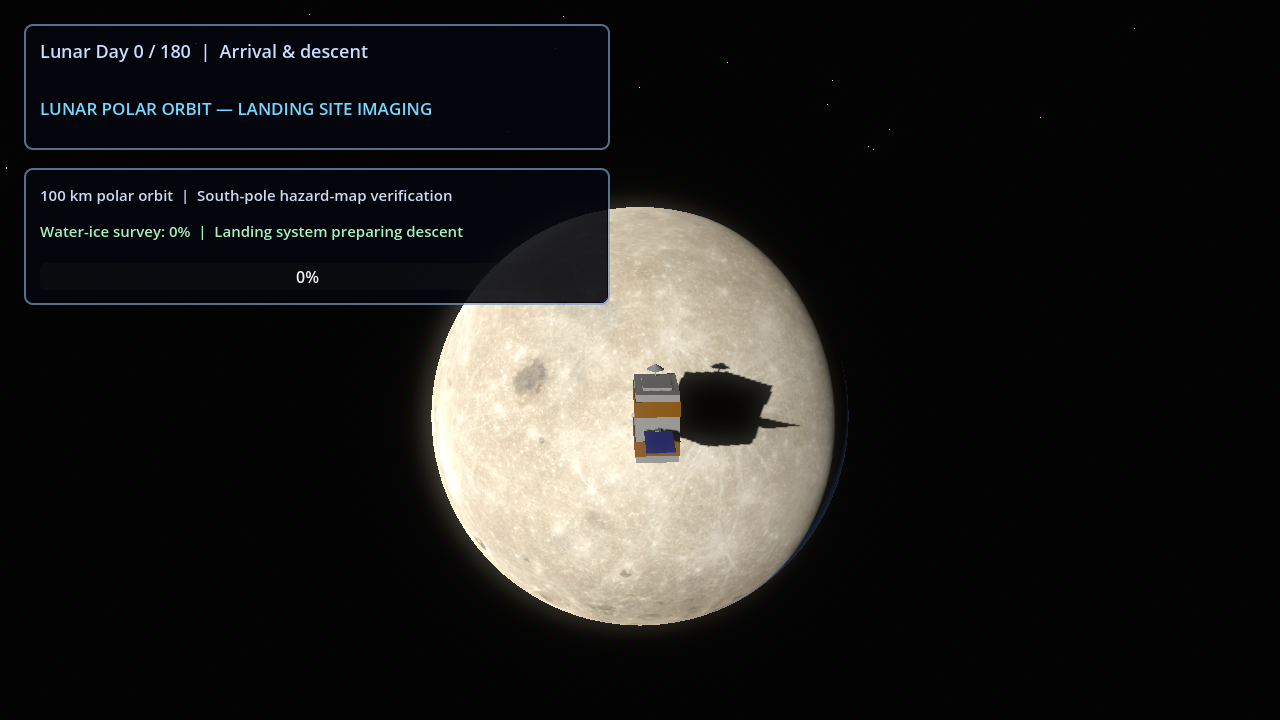 Lunar Day 0 / 180 | Arrival & descent
LUNAR POLAR ORBIT — LANDING SITE IMAGING
100 km polar orbit | South-pole hazard-map verification
Water-ice survey: 0% | Landing system preparing descent
0%